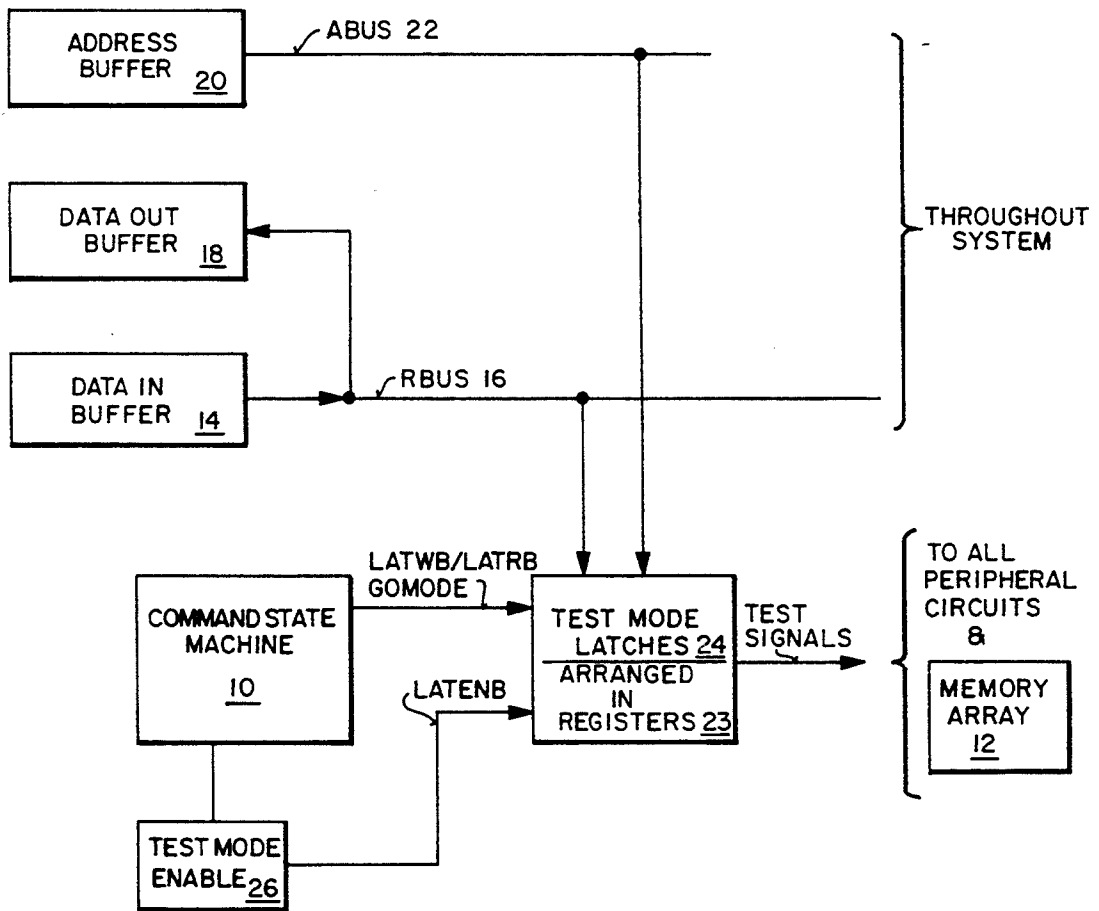 ADDRESS
BUFFER
20
ABUS 22
DATA OUT
BUFFER
18
THROUGHOUT
SYSTEM
DATA IN
BUFFER
14
RBUS 16
COMMAND STATE
MACHINE
10
LATWB/LATRB
GOMODE
LATENB
TEST MODE
LATCHES 24
ARRANGED
IN
REGISTERS 23
TEST
SIGNALS
TO ALL
PERIPHERAL
CIRCUITS
&
MEMORY
ARRAY
12
TEST MODE
ENABLE 26